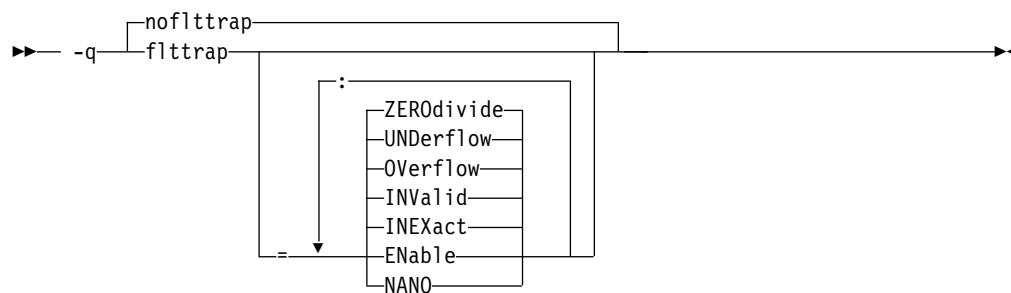 noflttrap
-q flttrap
:
ZEROdivide
UNDerflow
OVerflow
INValid
INEXact
= ENable
NANO